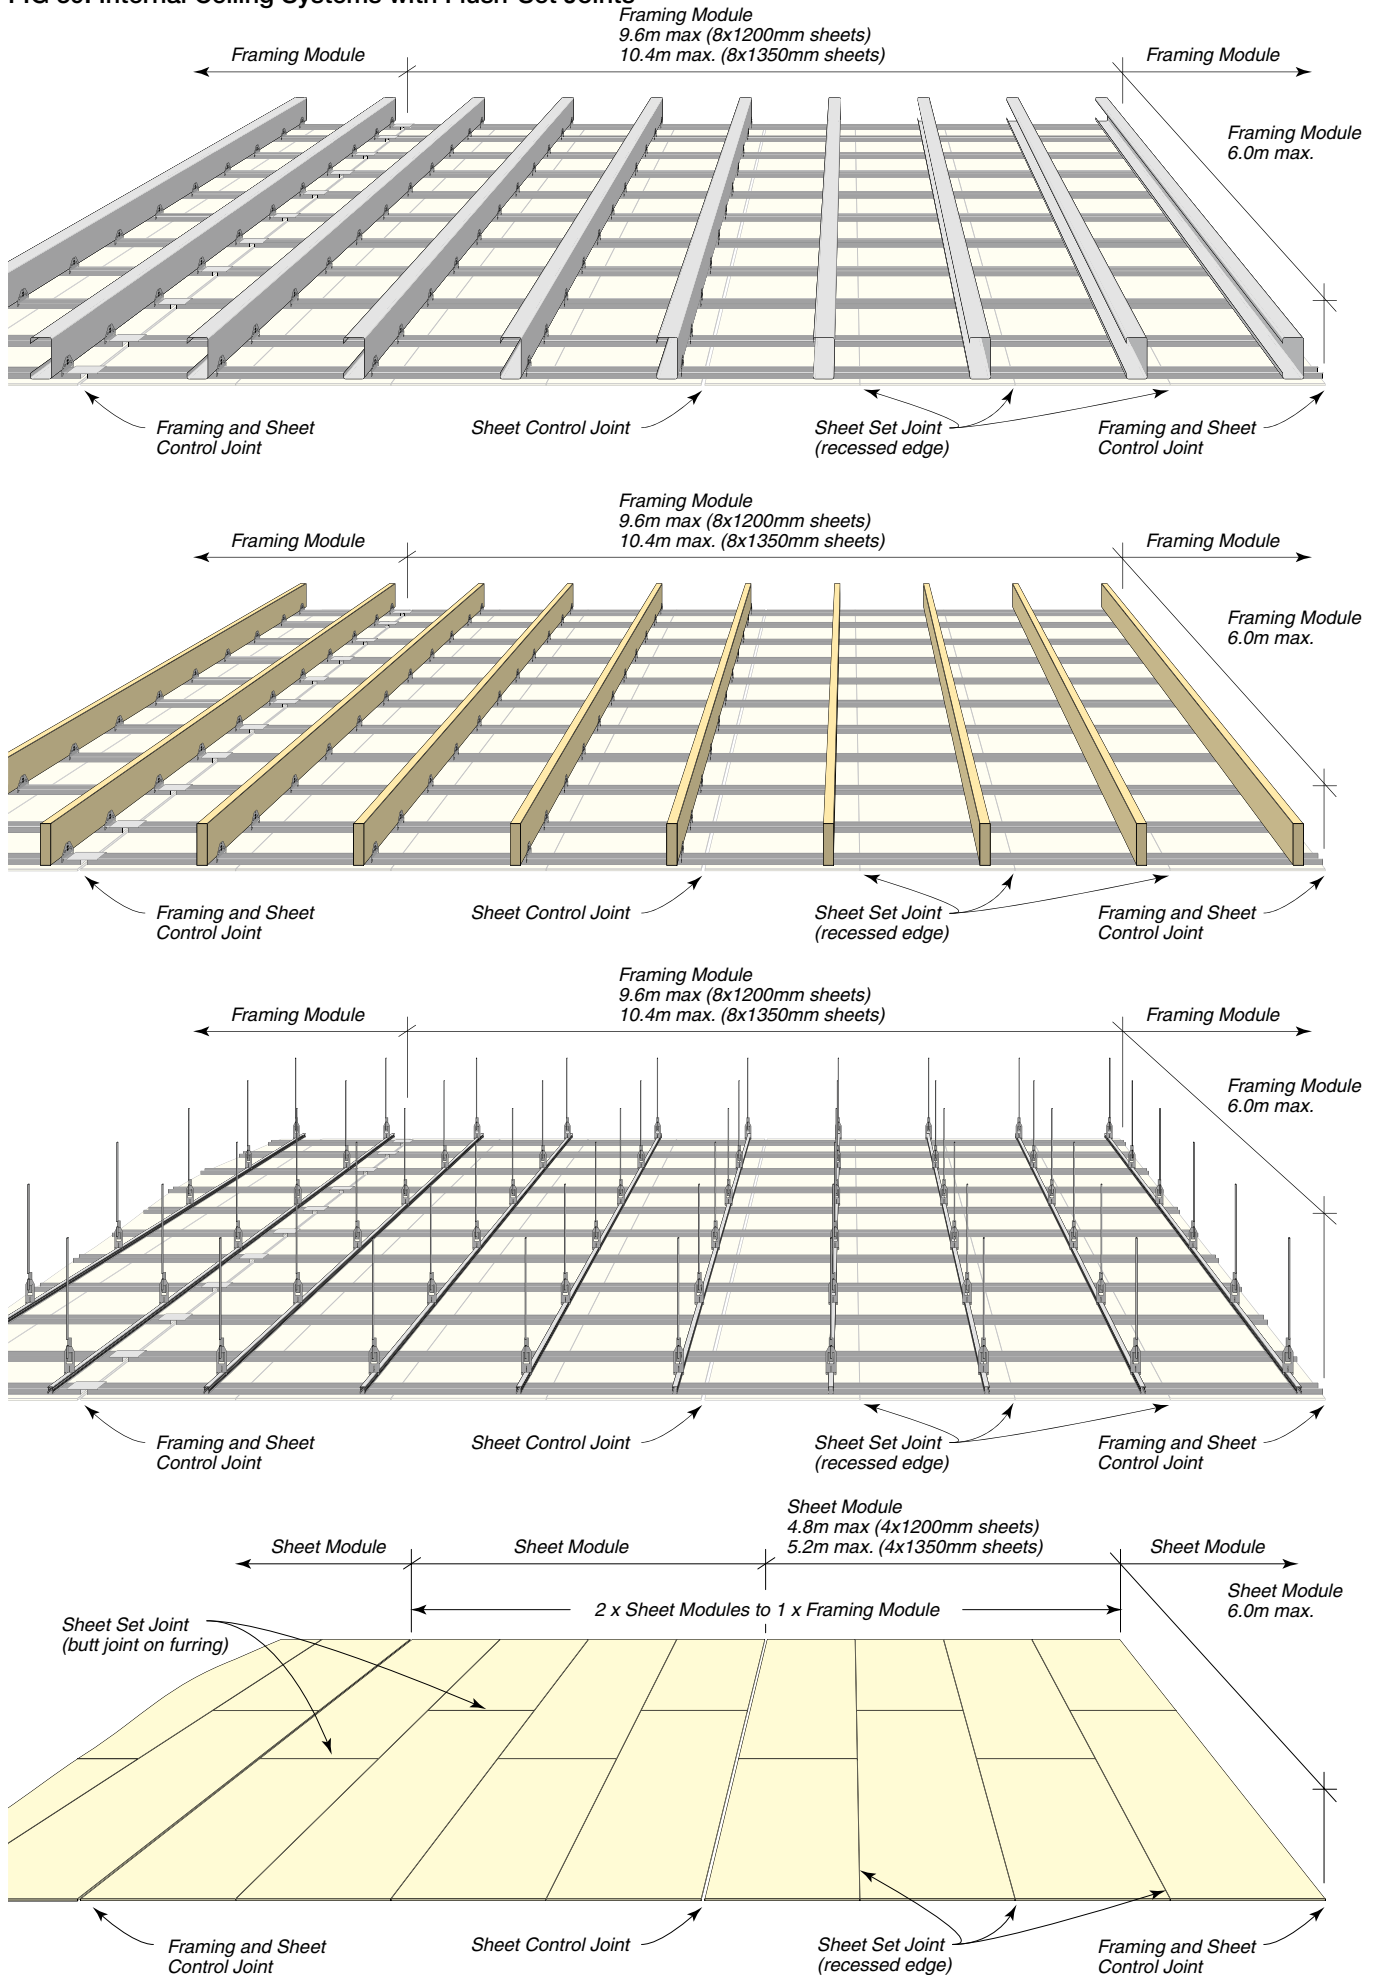 FIG 35: Internal Ceiling Systems with Flush Set Joints
Framing Module
9.6m max (8x1200mm sheets)
10.4m max. (8x1350mm sheets)
Framing Module
Framing Module
Framing Module
6.0m max.
Framing and Sheet
Control Joint
Sheet Control Joint
Sheet Set Joint
(recessed edge)
Framing and Sheet
Control Joint
Framing Module
9.6m max (8x1200mm sheets)
10.4m max. (8x1350mm sheets)
Framing Module
Framing Module
Framing Module
6.0m max.
Framing and Sheet
Control Joint
Sheet Control Joint
Sheet Set Joint
(recessed edge)
Framing and Sheet
Control Joint
Framing Module
9.6m max (8x1200mm sheets)
10.4m max. (8x1350mm sheets)
Framing Module
Framing Module
Framing Module
6.0m max.
Framing and Sheet
Control Joint
Sheet Control Joint
Sheet Set Joint
(recessed edge)
Framing and Sheet
Control Joint
Sheet Module
4.8m max (4x1200mm sheets)
5.2m max. (4x1350mm sheets)
Sheet Module
Sheet Module
Sheet Module
Sheet Module
6.0m max.
2 x Sheet Modules to 1 x Framing Module
Sheet Set Joint
(butt joint on furring)
Framing and Sheet
Control Joint
Sheet Control Joint
Sheet Set Joint
(recessed edge)
Framing and Sheet
Control Joint